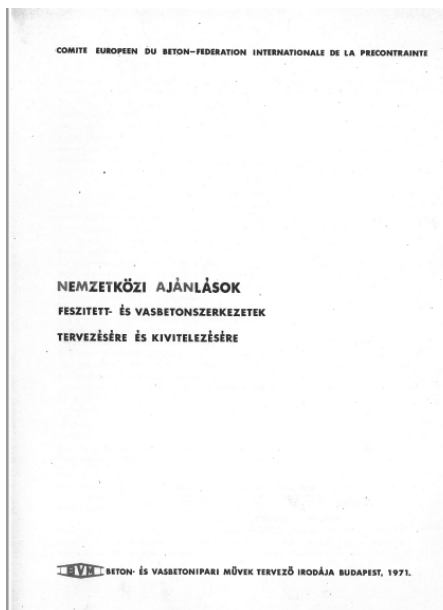 COMITE EUROPEEN DU BETON–FEDERATION INTERNATIONALE DE LA PRECONTRAINTE
NEMZETKÖZI AJÁNLÁSOK
FESZITETT- ÉS VASBETONSZERKEZETEK
TERVEZÉSÉRE ÉS KIVITELEZÉSÉRE
BVM BETON- ÉS VASBETONIPARI MŰVEK TERVEZŐ IRODÁJA BUDAPEST, 1971.